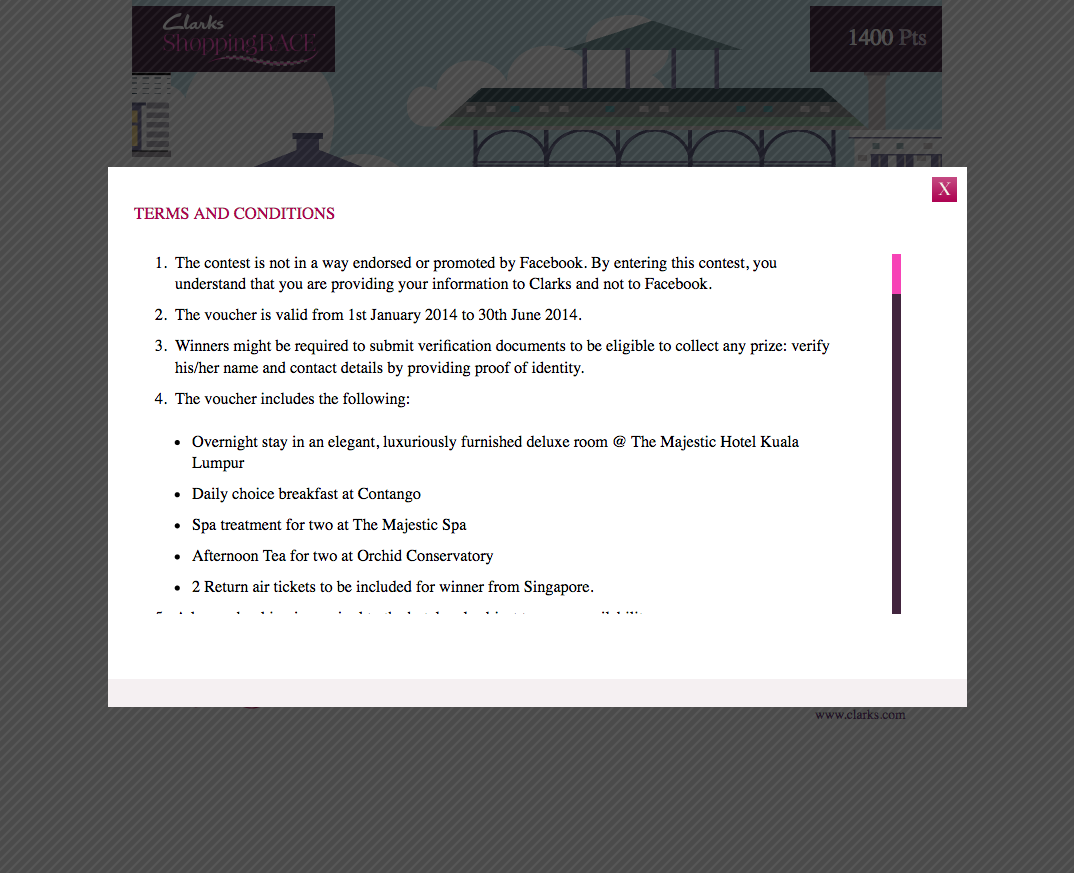 Clarks
ShoppingRACE
1400 Pts
X
TERMS AND CONDITIONS
1. The contest is not in a way endorsed or promoted by Facebook. By entering this contest, you
understand that you are providing your information to Clarks and not to Facebook.
2. The voucher is valid from 1st January 2014 to 30th June 2014.
3. Winners might be required to submit verification documents to be eligible to collect any prize: verify
his/her name and contact details by providing proof of identity.
4. The voucher includes the following:
• Overnight stay in an elegant, luxuriously furnished deluxe room @ The Majestic Hotel Kuala
Lumpur
• Daily choice breakfast at Contango
• Spa treatment for two at The Majestic Spa
• Afternoon Tea for two at Orchid Conservatory
• 2 Return air tickets to be included for winner from Singapore.
www.clarks.com